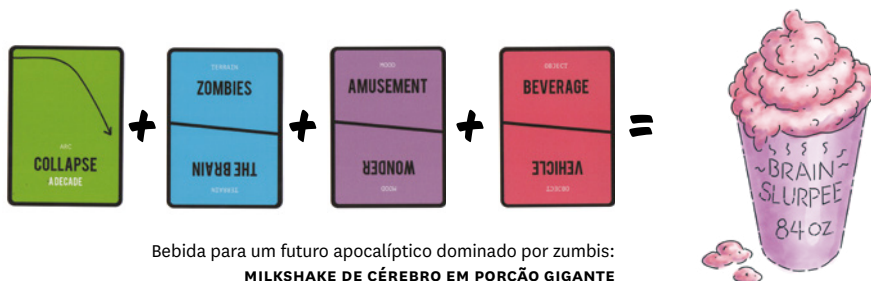 ARC
COLLAPSE
A DECADE
+
TERRAIN
ZOMBIES
THE BRAIN
TERRAIN
+
MOOD
AMUSEMENT
WONDER
MOOD
+
OBJECT
BEVERAGE
VEHICLE
OBJECT
=
~BRAIN~
SLURPEE
84 OZ
Bebida para um futuro apocalíptico dominado por zumbis:
MILKSHAKE DE CÉREBRO EM PORÇÃO GIGANTE